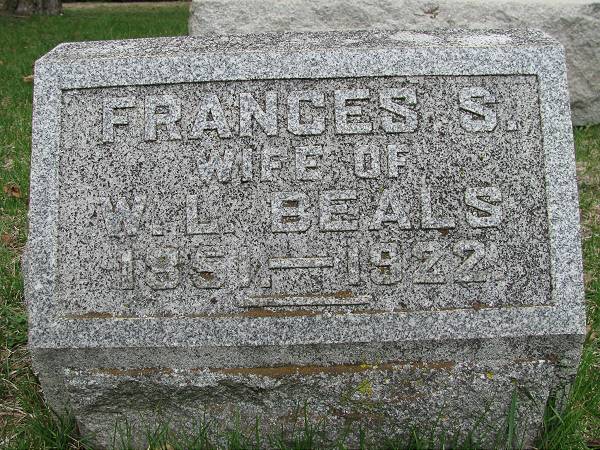 FRANCES S.
WIFE OF
W. L. BEALS
1851.—1922.